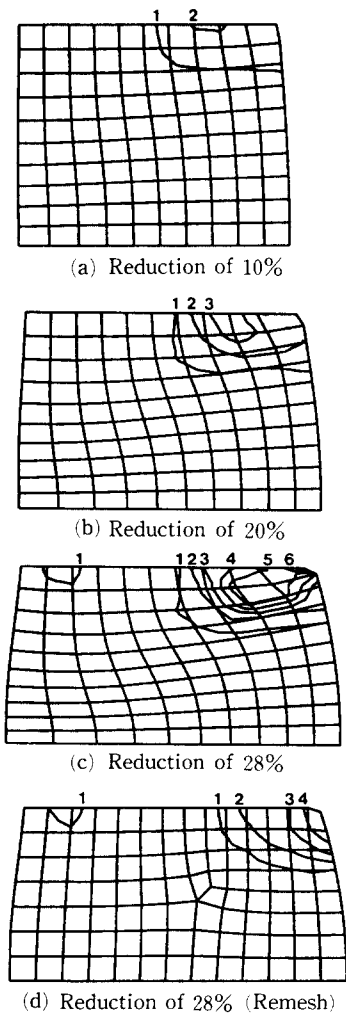 1 2
(a) Reduction of 10%
1 2 3
(b) Reduction of 20%
1 1 2 3 4 5 6
(c) Reduction of 28%
1 1 2 3 4
(d) Reduction of 28% (Remesh)